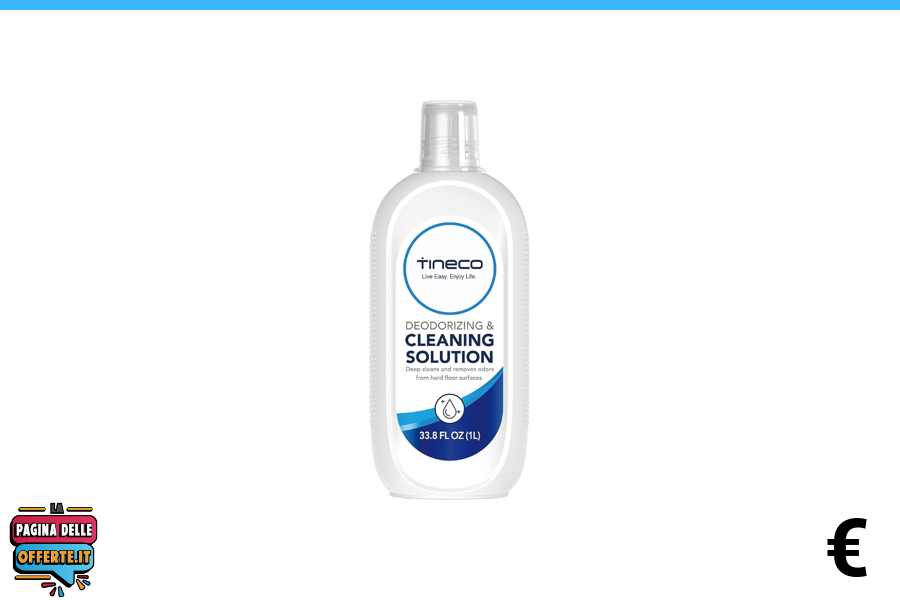 TINECO
Live Easy. Enjoy Life.
DEODORIZING &
CLEANING
SOLUTION
Deep cleans and removes odors
from hard floor surfaces.
33.8 FL OZ (1L)
LA
PAGINA DELLE
OFFERTE.IT
€